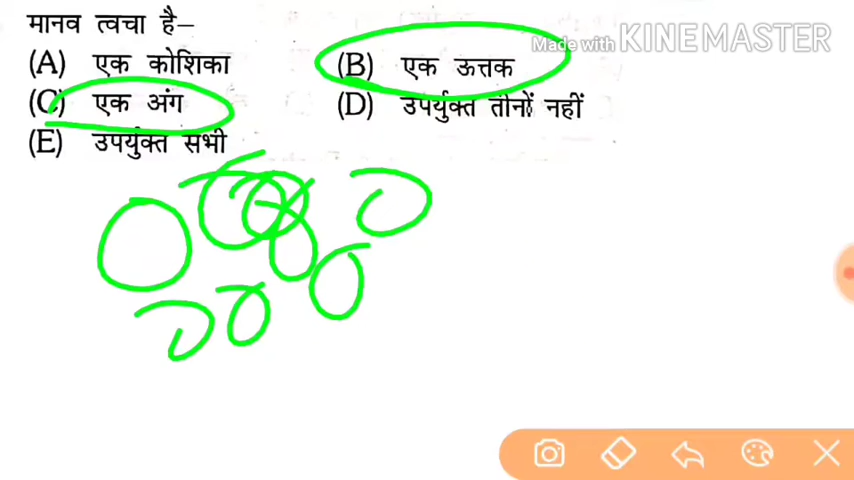 मानव त्वचा है–
Made with KINEMASTER
(A) एक कोशिका (B) एक ऊत्तक
(C) एक अंग (D) उपर्युक्त तीनों नहीं
(E) उपर्युक्त सभी